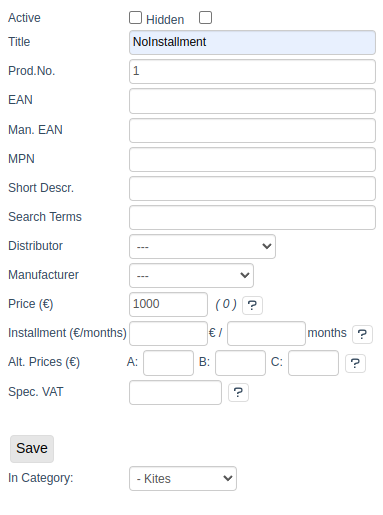 Active Hidden
Title NoInstallment
Prod.No. 1
EAN
Man. EAN
MPN
Short Descr.
Search Terms
Distributor ---
Manufacturer ---
Price (€) 1000 ( 0 ) ?
Installment (€/months) € / months ?
Alt. Prices (€) A: B: C: ?
Spec. VAT ?
Save
In Category: - Kites